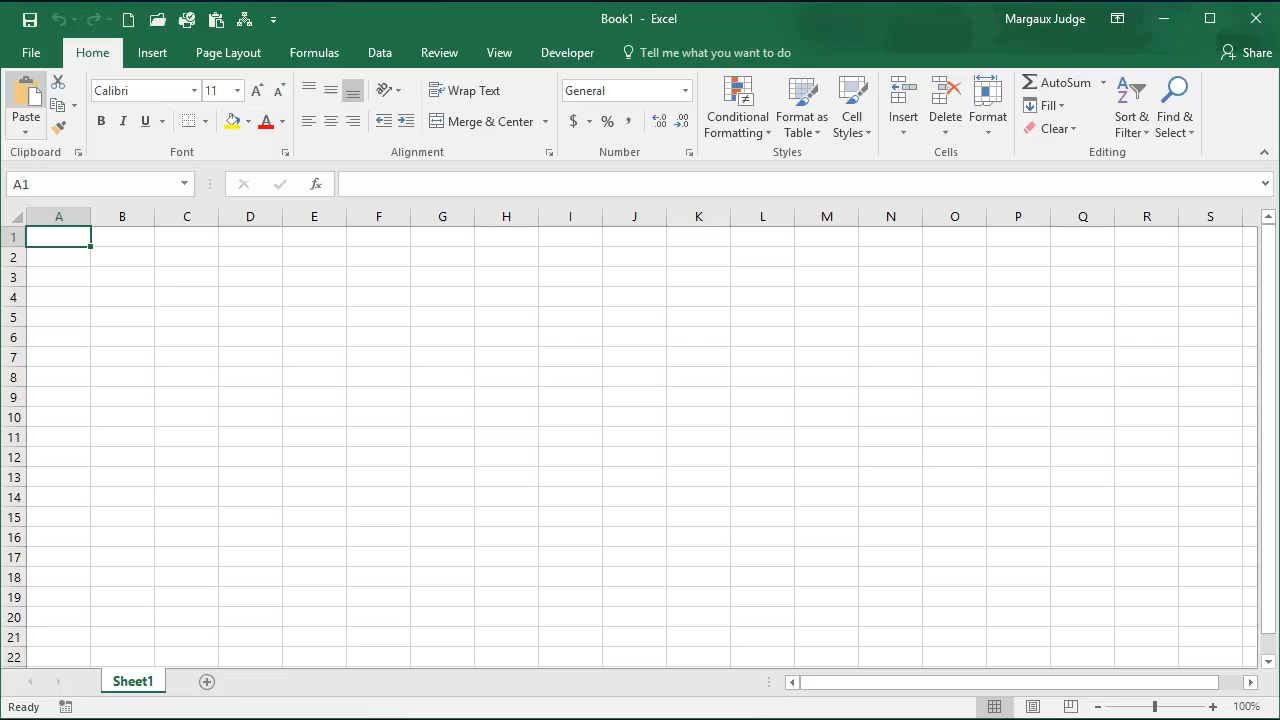 Book1 - Excel
Margaux Judge
File Home Insert Page Layout Formulas Data Review View Developer Tell me what you want to do Share
Paste
Clipboard
Calibri 11
B I U A
Font
Wrap Text
Merge & Center
Alignment
General
$ % ,
Number
Conditional Formatting
Format as Table
Cell Styles
Styles
Insert
Delete
Format
Cells
AutoSum
Fill
Clear
Sort & Filter
Find & Select
Editing
A1
fx
A B C D E F G H I J K L M N O P Q R S
1
2
3
4
5
6
7
8
9
10
11
12
13
14
15
16
17
18
19
20
21
22
Sheet1
Ready
100%